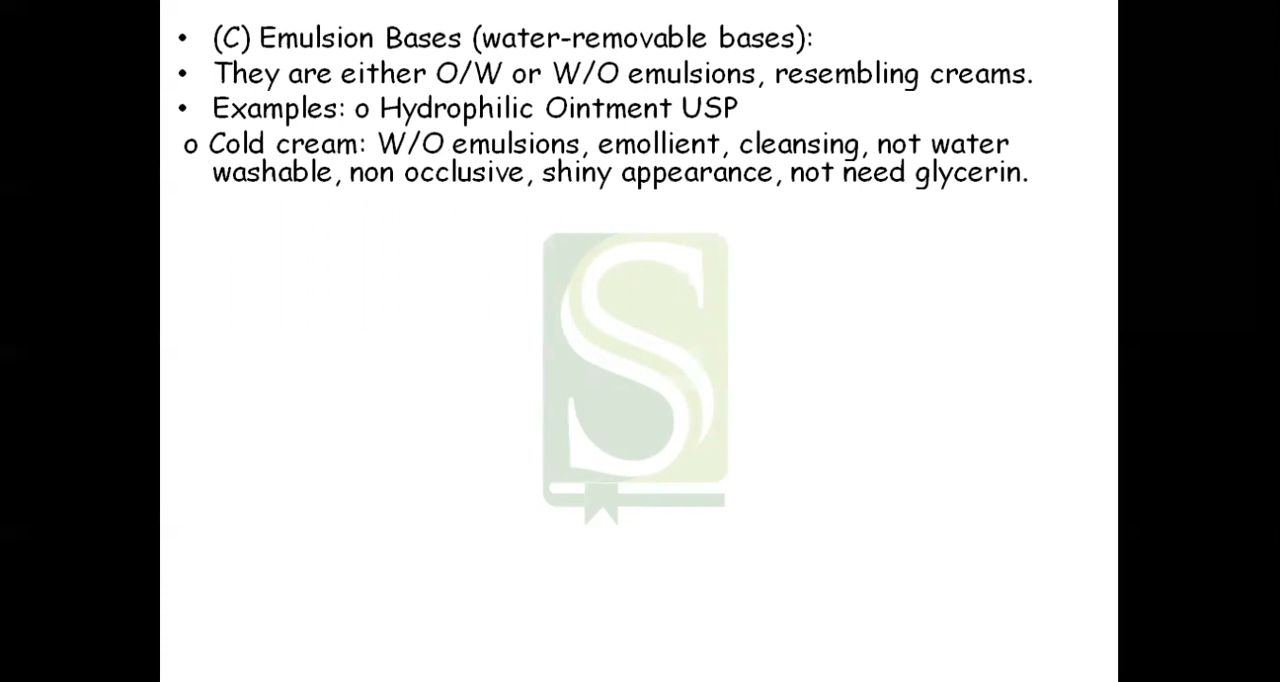 • (C) Emulsion Bases (water-removable bases):
• They are either O/W or W/O emulsions, resembling creams.
• Examples: o Hydrophilic Ointment USP
o Cold cream: W/O emulsions, emollient, cleansing, not water
washable, non occlusive, shiny appearance, not need glycerin.
S